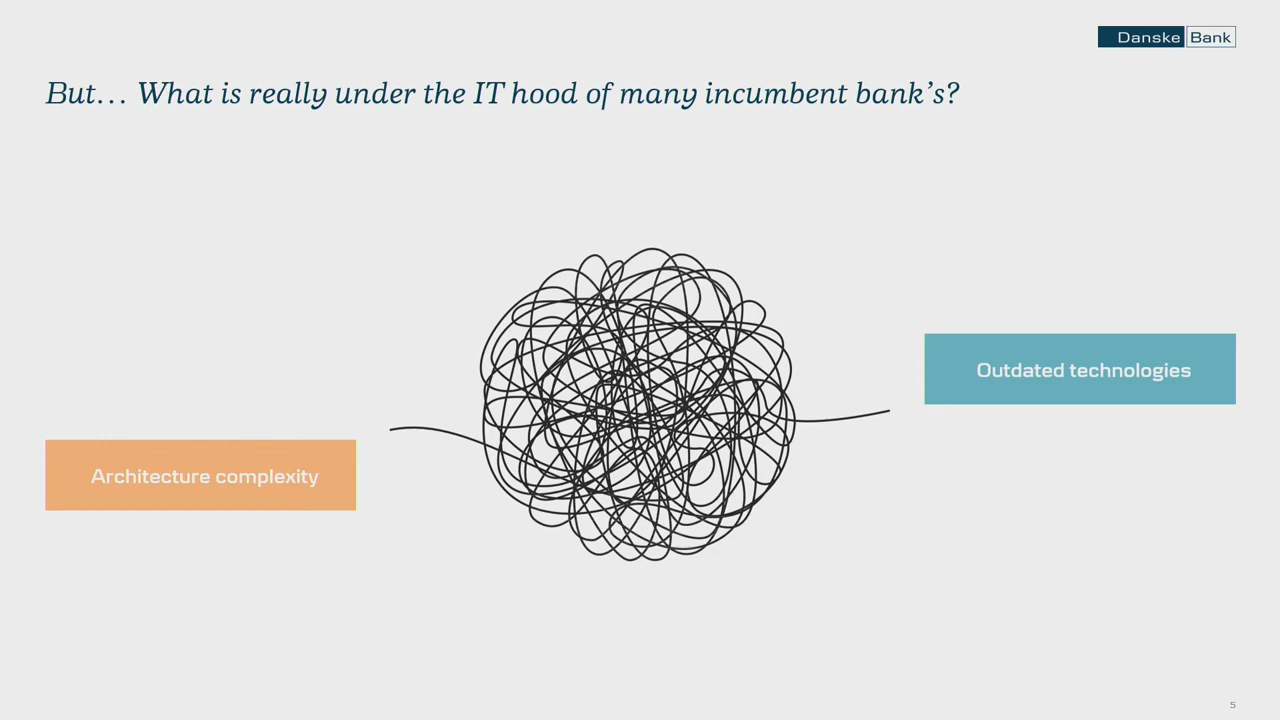 Danske Bank
But… What is really under the IT hood of many incumbent bank’s?
Outdated technologies
Architecture complexity
5